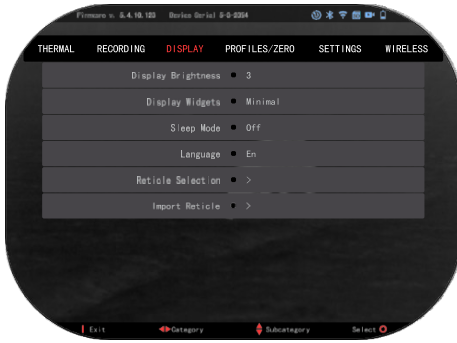 Firmware v. 5.4.10.123 Device Serial S-S-2354
THERMAL RECORDING DISPLAY PROFILES/ZERO SETTINGS WIRELESS
Display Brightness 3
Display Widgets Minimal
Sleep Mode Off
Language En
Reticle Selection >
Import Reticle >
Exit Category Subcategory Select